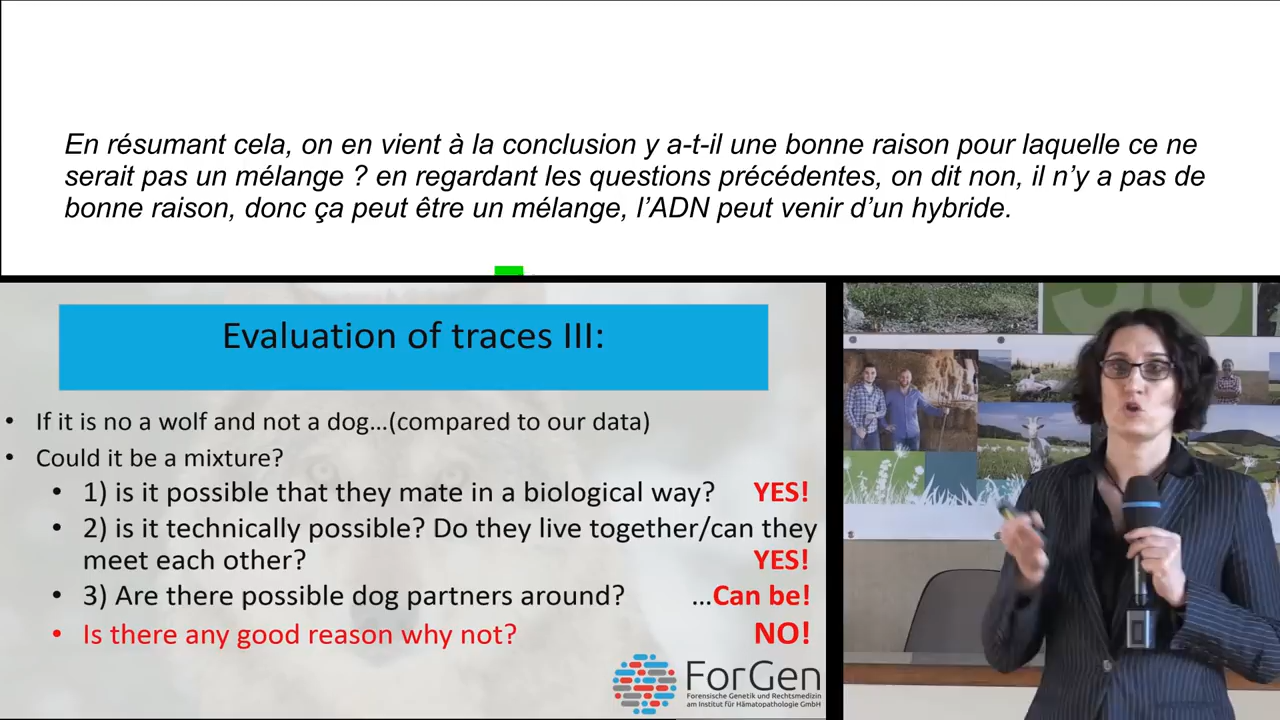 En résumant cela, on en vient à la conclusion y a-t-il une bonne raison pour laquelle ce ne
serait pas un mélange ? en regardant les questions précédentes, on dit non, il n’y a pas de
bonne raison, donc ça peut être un mélange, l’ADN peut venir d’un hybride.
Evaluation of traces III:
• If it is no a wolf and not a dog…(compared to our data)
• Could it be a mixture?
• 1) is it possible that they mate in a biological way? YES!
• 2) is it technically possible? Do they live together/can they
meet each other? YES!
• 3) Are there possible dog partners around? …Can be!
• Is there any good reason why not? NO!
ForGen
Forensische Genetik und Rechtsmedizin
am Institut für Hämatopathologie GmbH